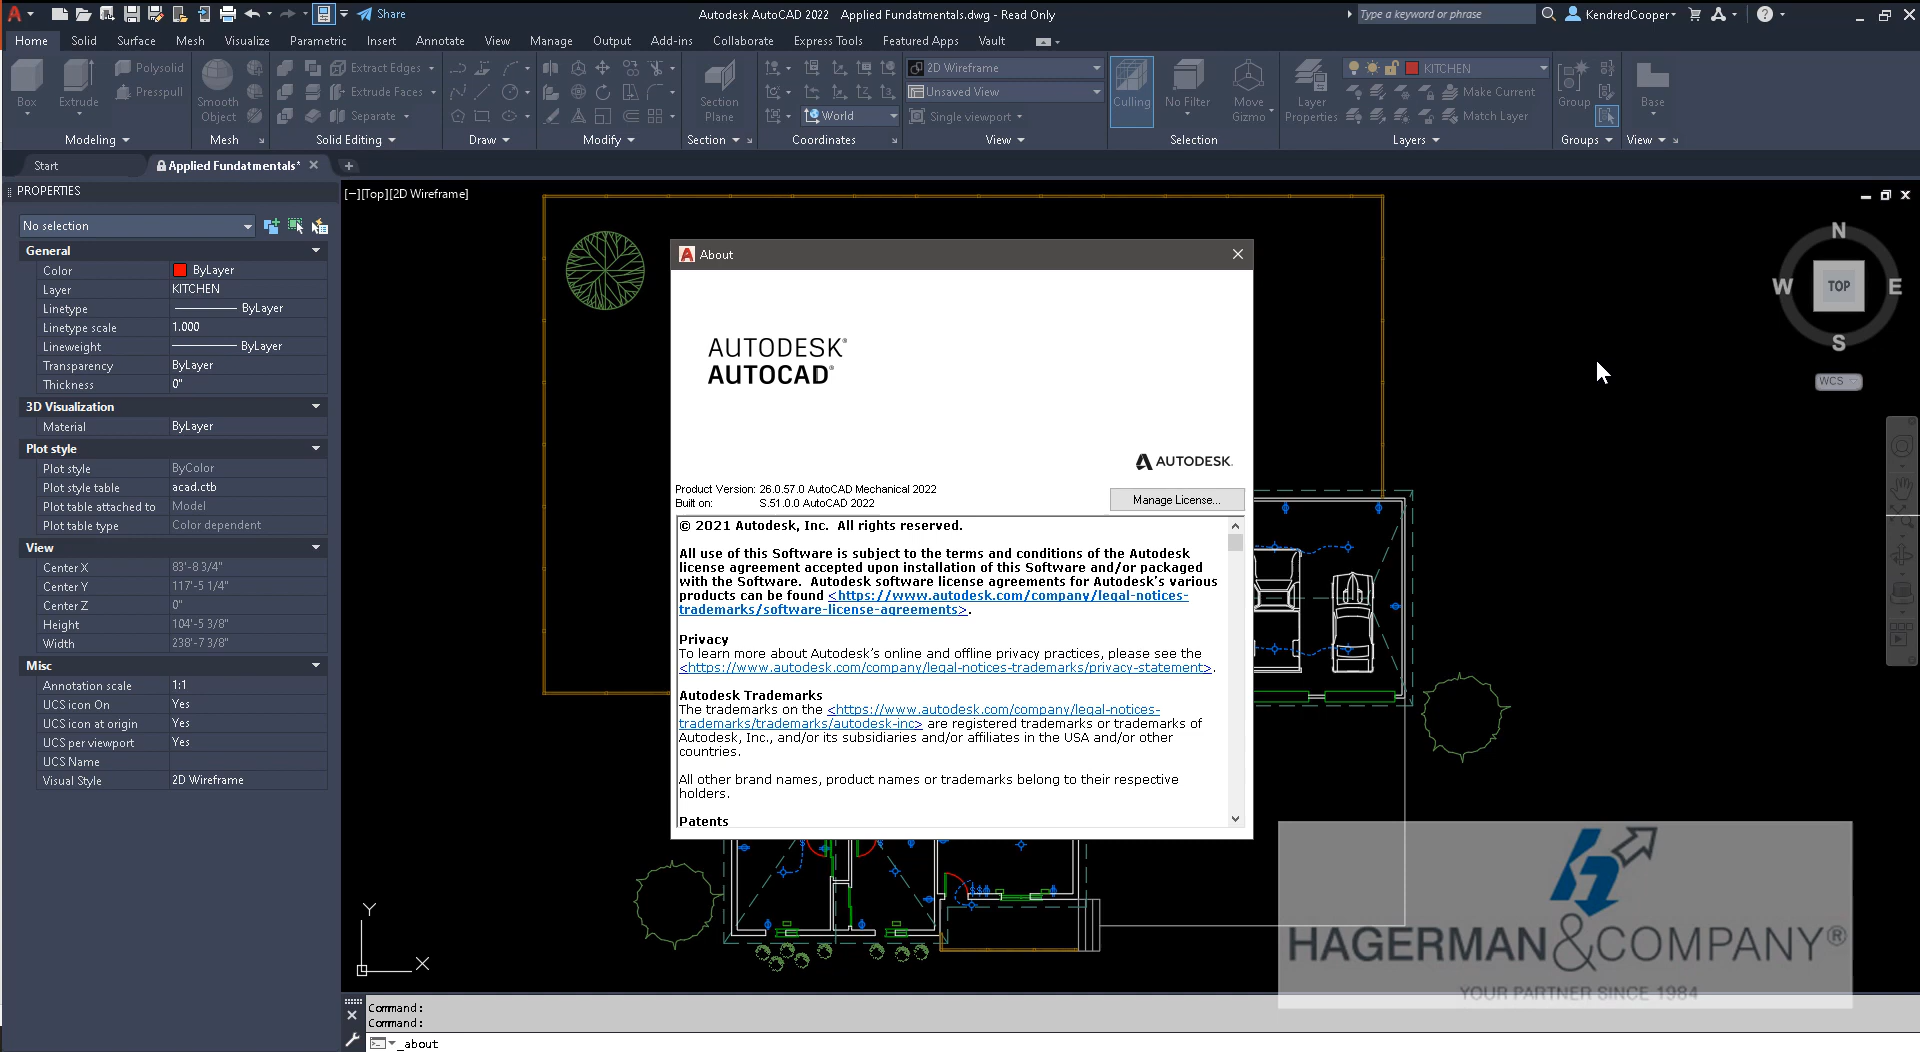 Share
Autodesk AutoCAD 2022 Applied Fundatmentals.dwg - Read Only
Type a keyword or phrase
KendredCooper
Home Solid Surface Mesh Visualize Parametric Insert Annotate View Manage Output Add-ins Collaborate Express Tools Featured Apps Vault
Box
Extrude
Polysolid
Presspull
Modeling
Smooth
Object
Mesh
Extract Edges
Extrude Faces
Separate
Solid Editing
Draw
Modify
Section
Plane
Section
World
Coordinates
2D Wireframe
Unsaved View
Single viewport
View
Culling
No Filter
Move
Gizmo
Selection
Layer
Properties
KITCHEN
Make Current
Match Layer
Layers
Group
Groups
Base
View
Start
Applied Fundatmentals*
PROPERTIES
No selection
General
Color ByLayer
Layer KITCHEN
Linetype ByLayer
Linetype scale 1.000
Lineweight ByLayer
Transparency ByLayer
Thickness 0"
3D Visualization
Material ByLayer
Plot style
Plot style ByColor
Plot style table acad.ctb
Plot table attached to Model
Plot table type Color dependent
View
Center X 83'-8 3/4"
Center Y 117'-5 1/4"
Center Z 0"
Height 104'-5 3/8"
Width 238'-7 3/8"
Misc
Annotation scale 1:1
UCS icon On Yes
UCS icon at origin Yes
UCS per viewport Yes
UCS Name
Visual Style 2D Wireframe
[−][Top][2D Wireframe]
N
W TOP E
S
WCS
About
AUTODESK®
AUTOCAD®
AUTODESK.
Product Version: 26.0.57.0 AutoCAD Mechanical 2022
Built on: S.51.0.0 AutoCAD 2022
Manage License...
© 2021 Autodesk, Inc. All rights reserved.
All use of this Software is subject to the terms and conditions of the Autodesk
license agreement accepted upon installation of this Software and/or packaged
with the Software. Autodesk software license agreements for Autodesk's various
products can be found <https://www.autodesk.com/company/legal-notices-
trademarks/software-license-agreements>.
Privacy
To learn more about Autodesk's online and offline privacy practices, please see the
<https://www.autodesk.com/company/legal-notices-trademarks/privacy-statement>.
Autodesk Trademarks
The trademarks on the <https://www.autodesk.com/company/legal-notices-
trademarks/trademarks/autodesk-inc> are registered trademarks or trademarks of
Autodesk, Inc., and/or its subsidiaries and/or affiliates in the USA and/or other
countries.
All other brand names, product names or trademarks belong to their respective
holders.
Patents
Y
X
HAGERMAN&COMPANY®
YOUR PARTNER SINCE 1984
Command:
Command:
_about